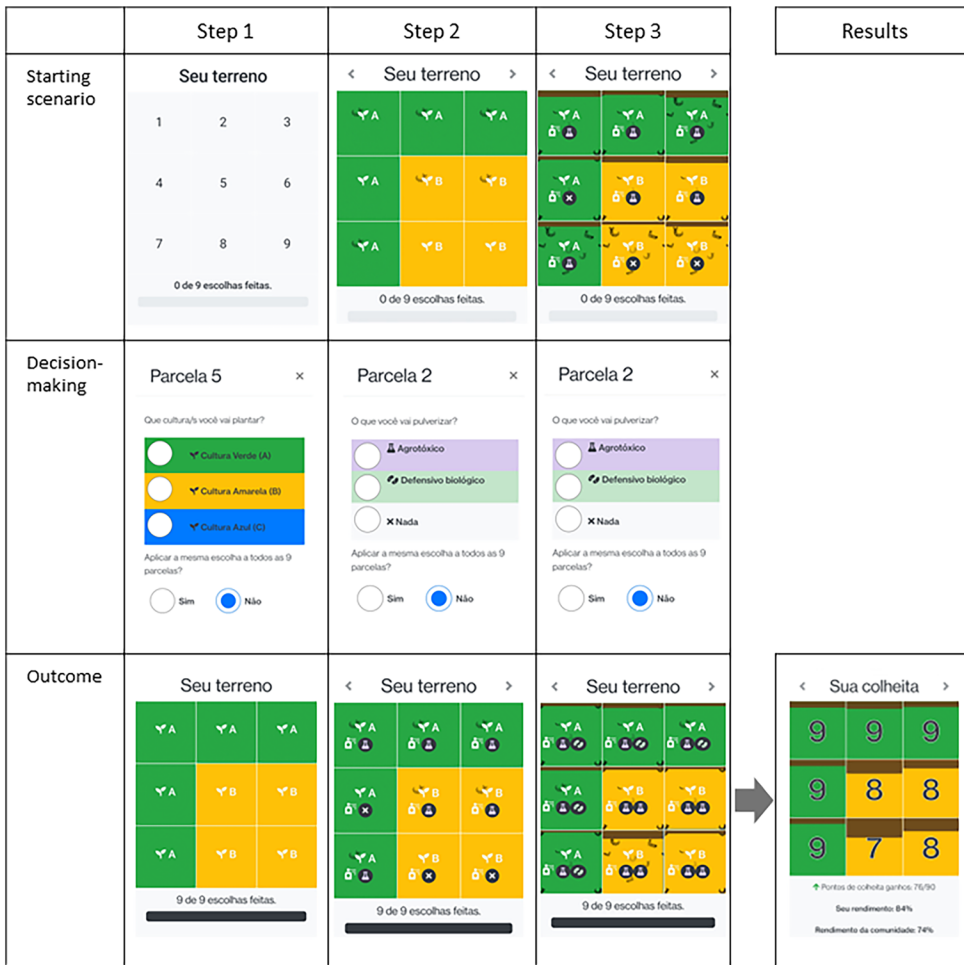 Step 1 Step 2 Step 3 Results
Starting scenario
Seu terreno
1 2 3
4 5 6
7 8 9
0 de 9 escolhas feitas.
< Seu terreno >
A A A
A B B
A B B
0 de 9 escolhas feitas.
< Seu terreno >
A A A
A B B
A B B
0 de 9 escolhas feitas.
Decision-making
Parcela 5 ×
Que cultura/s você vai plantar?
Cultura Verde (A)
Cultura Amarela (B)
Cultura Azul (C)
Aplicar a mesma escolha a todos as 9
parcelas?
Sim Não
Parcela 2 ×
O que você vai pulverizar?
Agrotóxico
Defensivo biológico
× Nada
Aplicar a mesma escolha a todos as 9
parcelas?
Sim Não
Parcela 2 ×
O que você vai pulverizar?
Agrotóxico
Defensivo biológico
× Nada
Aplicar a mesma escolha a todos as 9
parcelas?
Sim Não
Outcome
Seu terreno
A A A
A B B
A B B
9 de 9 escolhas feitas.
< Seu terreno >
A A A
A B B
A B B
9 de 9 escolhas feitas.
< Seu terreno >
A A A
A B B
A B B
9 de 9 escolhas feitas.
< Sua colheita >
9 9 9
9 8 8
9 7 8
↑ Pontos de colheita ganhos: 76/90
Seu rendimento: 84%
Rendimento da comunidade: 74%